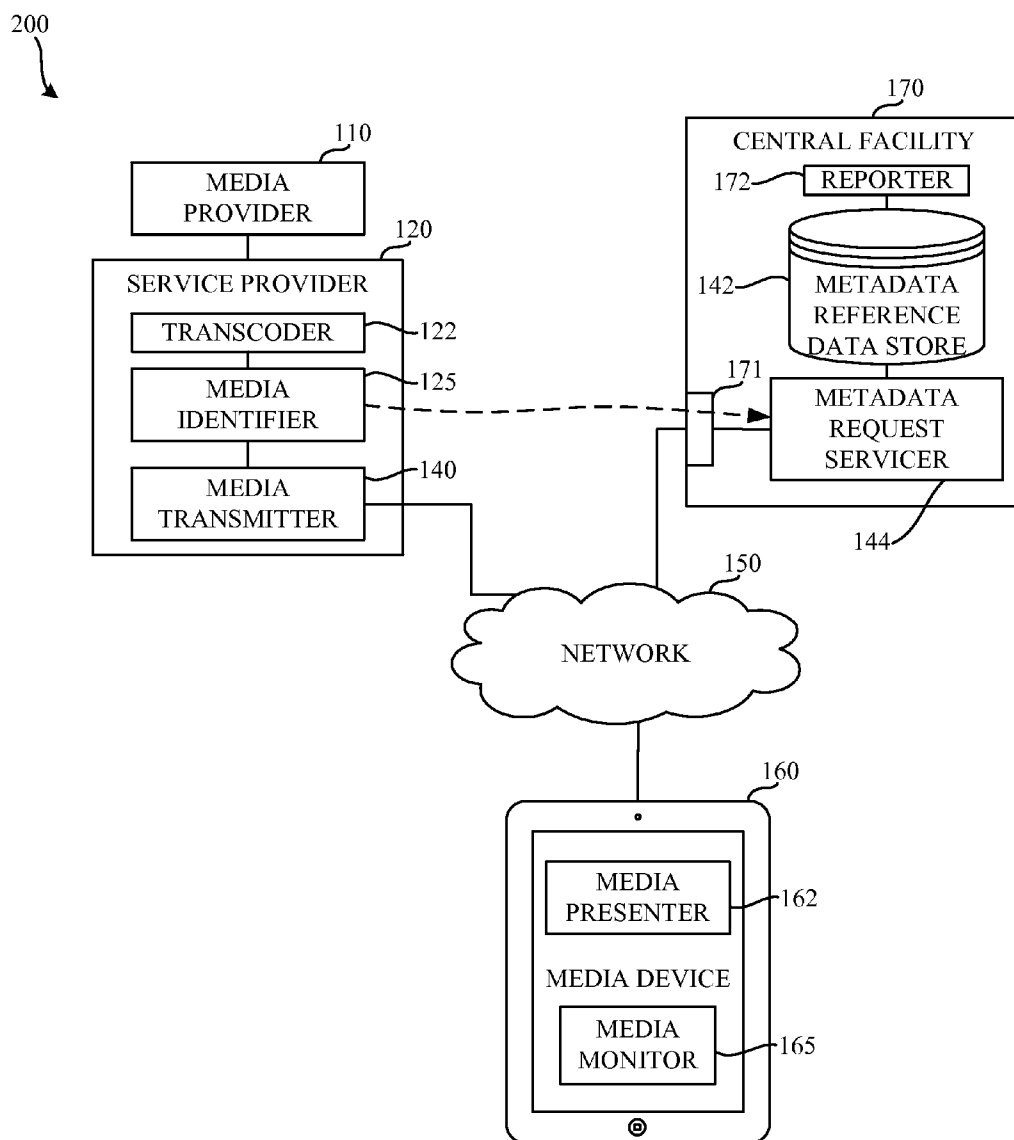 200
110
MEDIA
PROVIDER
120
SERVICE PROVIDER
TRANSCODER
122
MEDIA
IDENTIFIER
125
MEDIA
TRANSMITTER
140
170
CENTRAL FACILITY
172
REPORTER
142
METADATA
REFERENCE
DATA STORE
171
METADATA
REQUEST
SERVICER
144
150
NETWORK
160
MEDIA
PRESENTER
162
MEDIA DEVICE
MEDIA
MONITOR
165